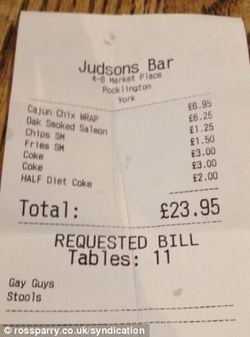 Judsons Bar
4-6 Market Place
Pocklington
York
Cajun Chix WRAP £6.95
Oak Smoked Salmon £6.25
Chips SM £1.25
Fries SM £1.50
Coke £3.00
Coke £3.00
HALF Diet Coke £2.00
Total: £23.95
REQUESTED BILL
Tables: 11
Gay Guys
Stools
© rossparry.co.uk/syndication